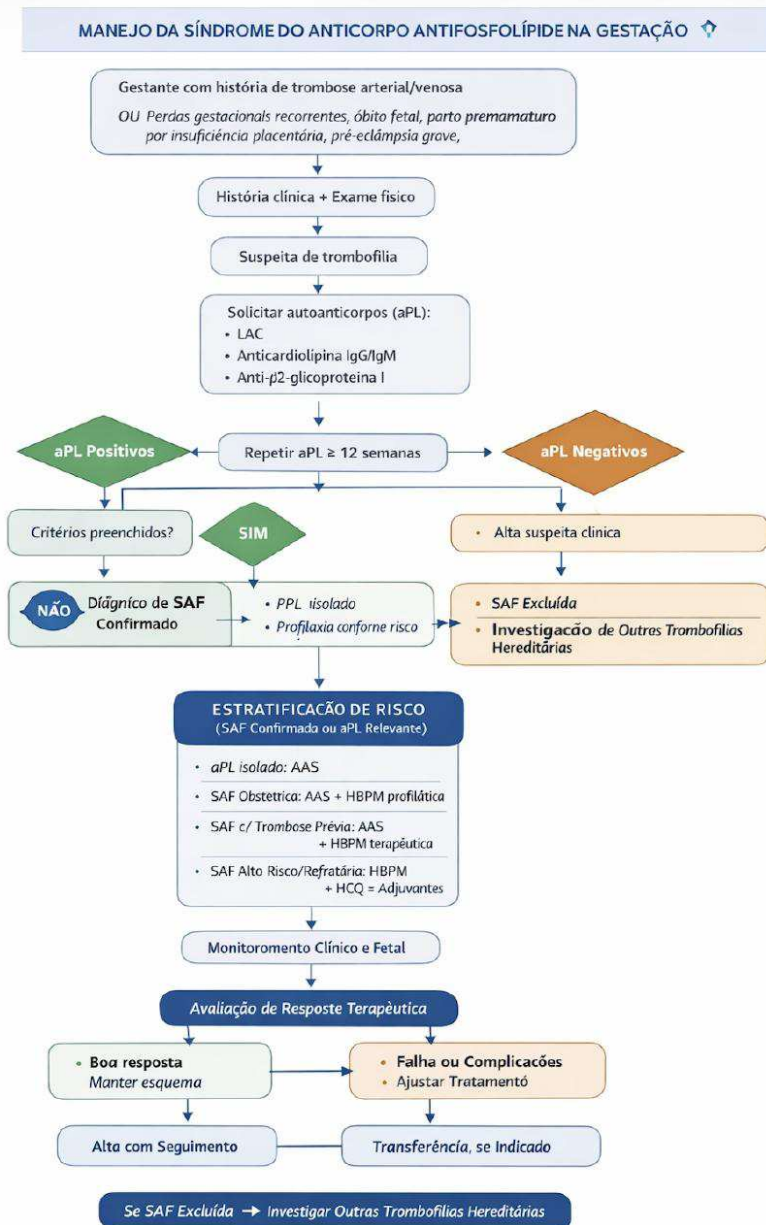 MANEJO DA SÍNDROME DO ANTICORPO ANTIFOSFOLÍPIDE NA GESTAÇÃO
Gestante com história de trombose arterial/venosa
OU Perdas gestacionais recorrentes, óbito fetal, parto premamaturo
por insuficiência placentária, pré-eclâmpsia grave,
História clínica + Exame fisico
Suspeita de trombofilia
Solicitar autoanticorpos (aPL):
• LAC
• Anticardiolipina IgG/IgM
• Anti-β2-glicoproteina I
aPL Positivos
Repetir aPL ≥ 12 semanas
aPL Negativos
Critérios preenchidos?
SIM
• Alta suspeita clinica
NÃO
Díagníco de SAF
Confirmado
• PPL isolado
• Profilaxia conforne risco
• SAF Excluída
• Investigacão de Outras Trombofilias
Hereditárias
ESTRATIFICACÃO DE RISCO
(SAF Confirmada ou aPL Relevante)
• aPL isolado: AAS
• SAF Obstetrica: AAS + HBPM profilática
• SAF c/ Trombose Prévia: AAS
+ HBPM terapêutica
• SAF Alto Risco/Refratária: HBPM
+ HCQ = Adjuvantes
Monitoromento Clínico e Fetal
Avaliação de Resposte Terapèutica
• Boa resposta
Manter esquema
• Falha ou Complicacões
• Ajustar Tratamentó
Alta com Seguimento
Transferência, se Indicado
Se SAF Excluída → Investigar Outras Trombofilias Hereditárias